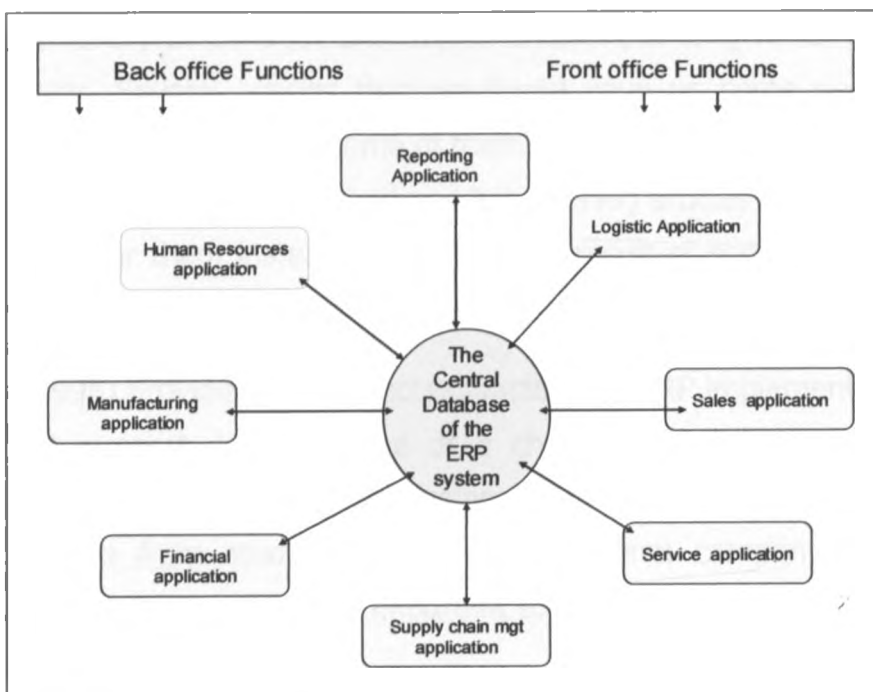 Back office Functions
Front office Functions
Reporting
Application
Logistic Application
Human Resources
application
The
Central
Database
of the
ERP
system
Manufacturing
application
Sales application
Financial
application
Service application
Supply chain mgt
application